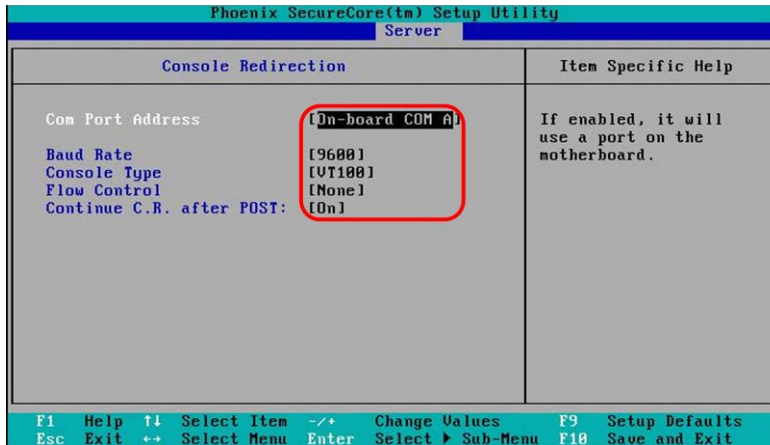 Phoenix SecureCore(tm) Setup Utility
Server
Console Redirection
Item Specific Help
Com Port Address [On-board COM A]
Baud Rate [9600]
Console Type [VT100]
Flow Control [None]
Continue C.R. after POST: [On]
If enabled, it will
use a port on the
motherboard.
F1 Help ↑↓ Select Item -/+ Change Values F9 Setup Defaults
Esc Exit ↔ Select Menu Enter Select ▶ Sub-Menu F10 Save and Exit